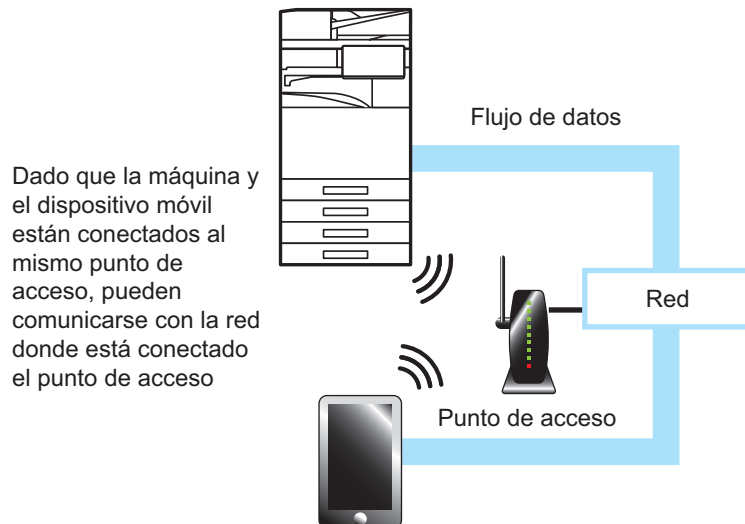 Flujo de datos
Dado que la máquina y
el dispositivo móvil
están conectados al
mismo punto de
acceso, pueden
comunicarse con la red
donde está conectado
el punto de acceso
Red
Punto de acceso